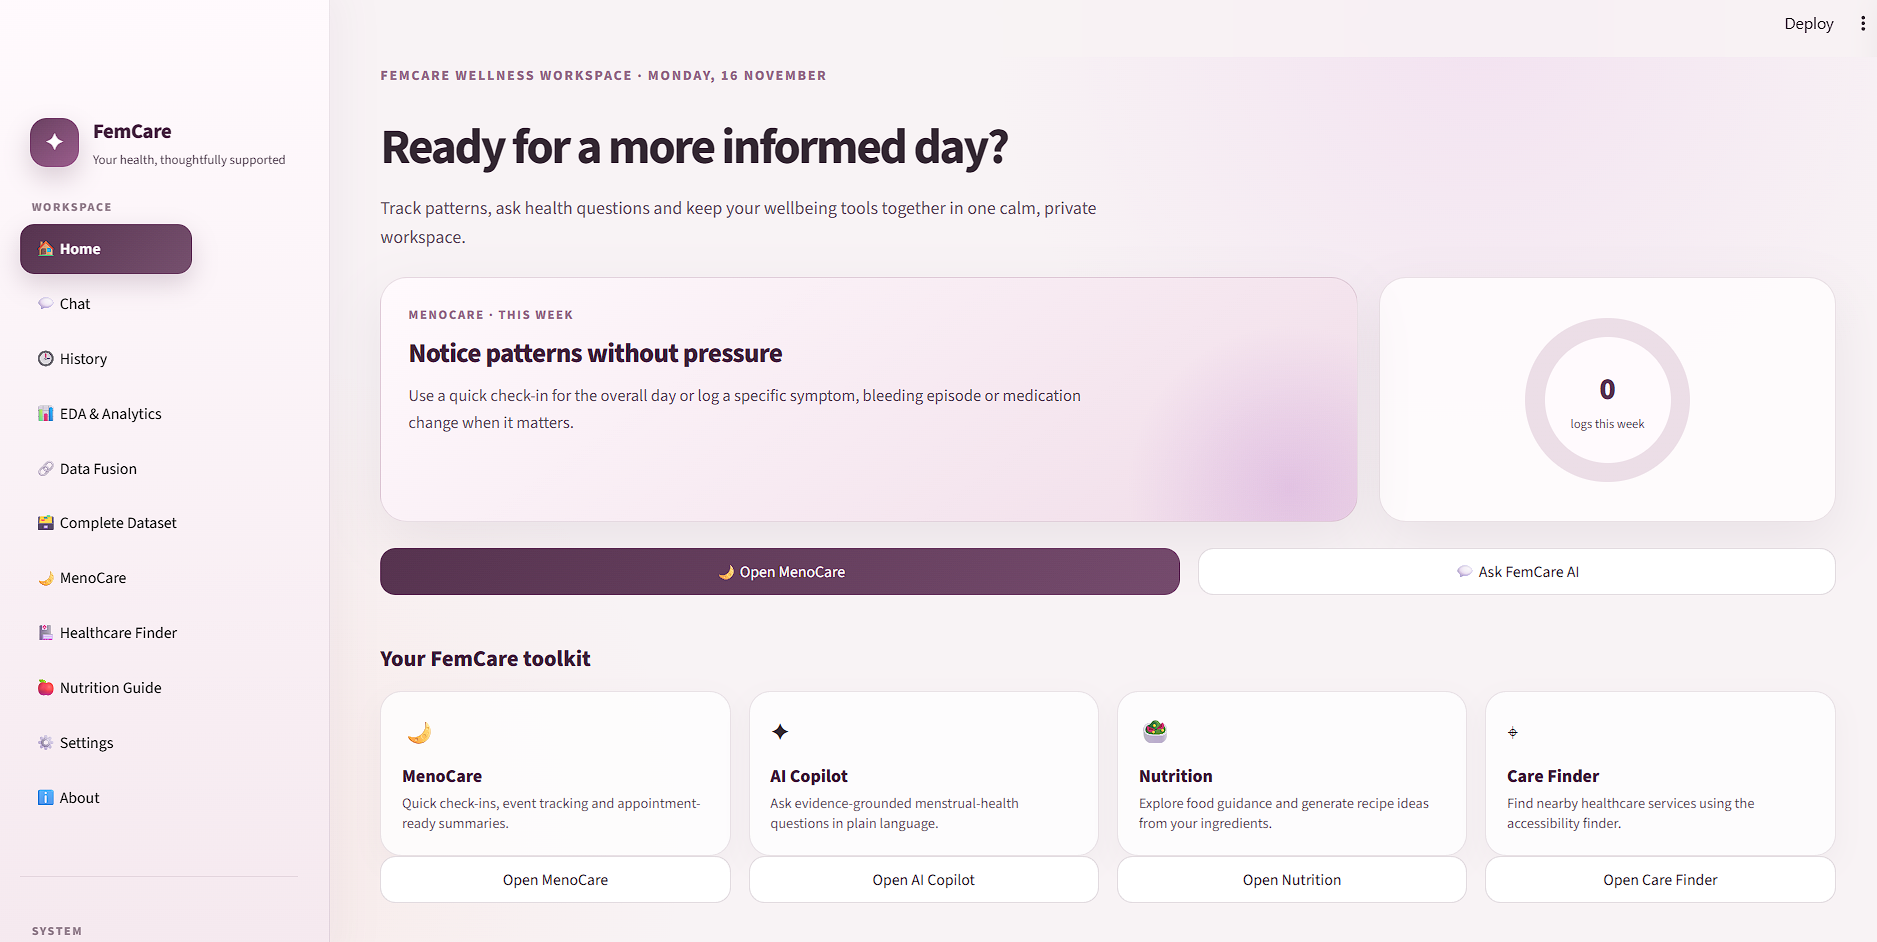 Deploy
FemCare
Your health, thoughtfully supported
WORKSPACE
Home
Chat
History
EDA & Analytics
Data Fusion
Complete Dataset
MenoCare
Healthcare Finder
Nutrition Guide
Settings
About
SYSTEM
FEMCARE WELLNESS WORKSPACE · MONDAY, 16 NOVEMBER
Ready for a more informed day?
Track patterns, ask health questions and keep your wellbeing tools together in one calm, private
workspace.
MENOCARE · THIS WEEK
Notice patterns without pressure
Use a quick check-in for the overall day or log a specific symptom, bleeding episode or medication
change when it matters.
0
logs this week
Open MenoCare
Ask FemCare AI
Your FemCare toolkit
MenoCare
Quick check-ins, event tracking and appointment-
ready summaries.
Open MenoCare
AI Copilot
Ask evidence-grounded menstrual-health
questions in plain language.
Open AI Copilot
Nutrition
Explore food guidance and generate recipe ideas
from your ingredients.
Open Nutrition
Care Finder
Find nearby healthcare services using the
accessibility finder.
Open Care Finder